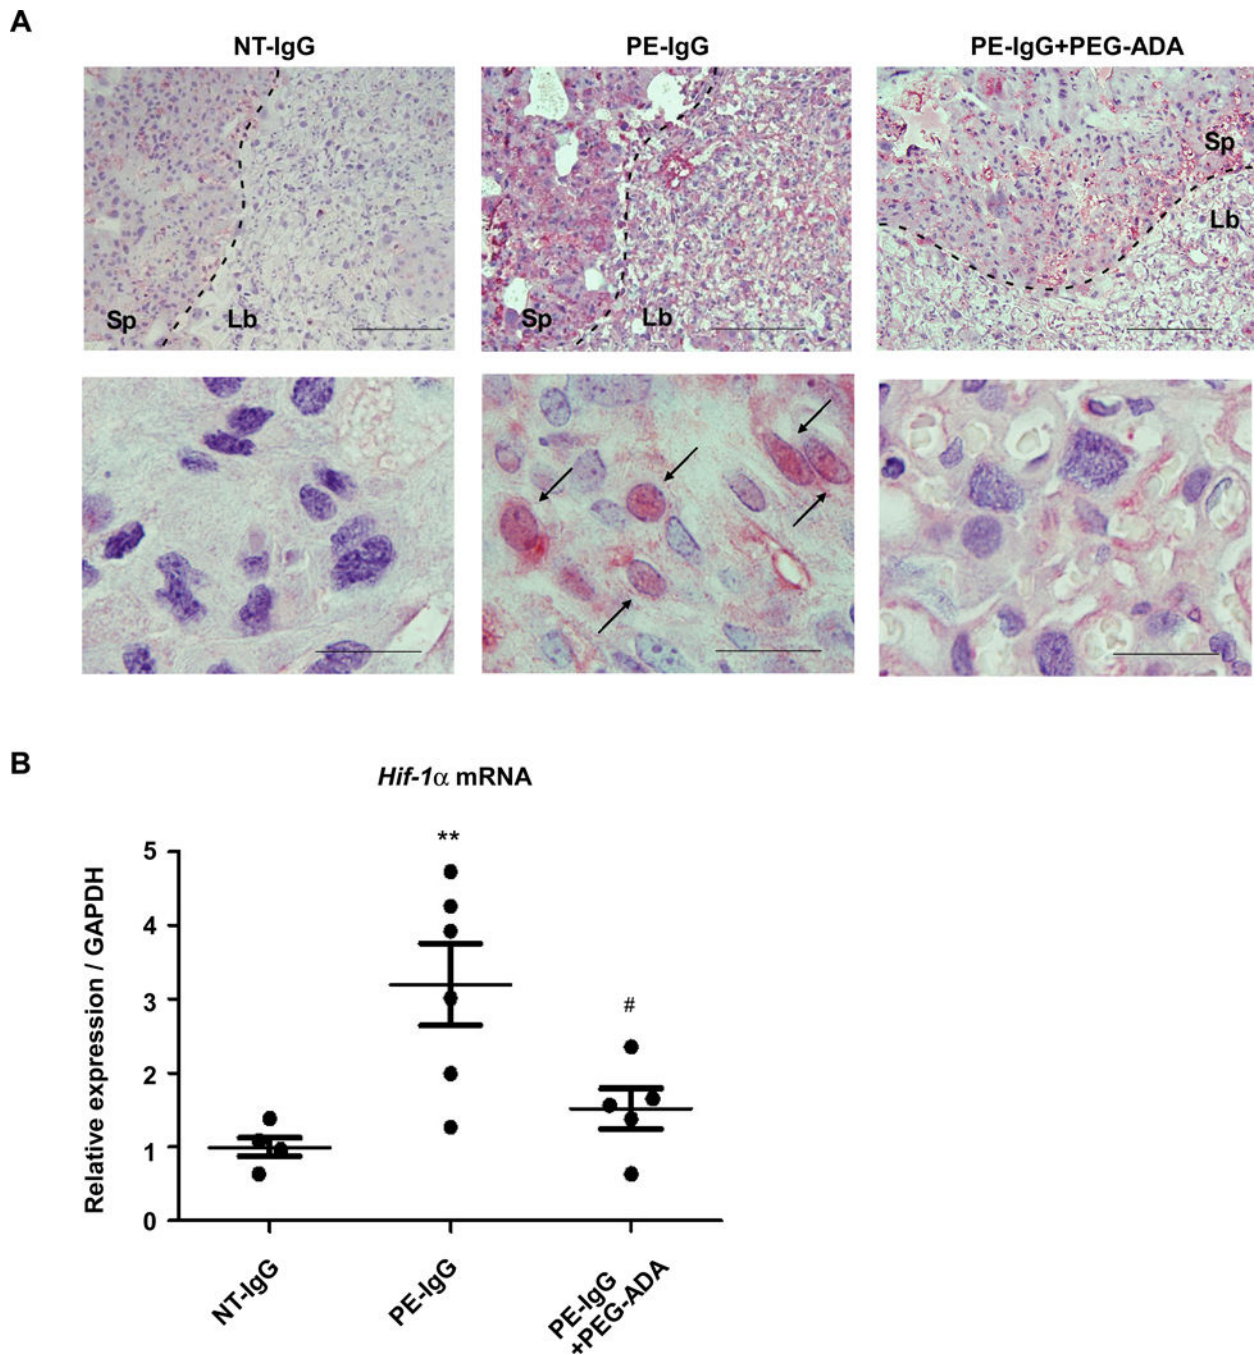 A
NT-IgG PE-IgG PE-IgG+PEG-ADA
Sp Lb Sp Lb Sp Lb
B
Hif-1α mRNA
**
#
Relative expression / GAPDH
5
4
3
2
1
0
NT-IgG
PE-IgG
PE-IgG
+PEG-ADA